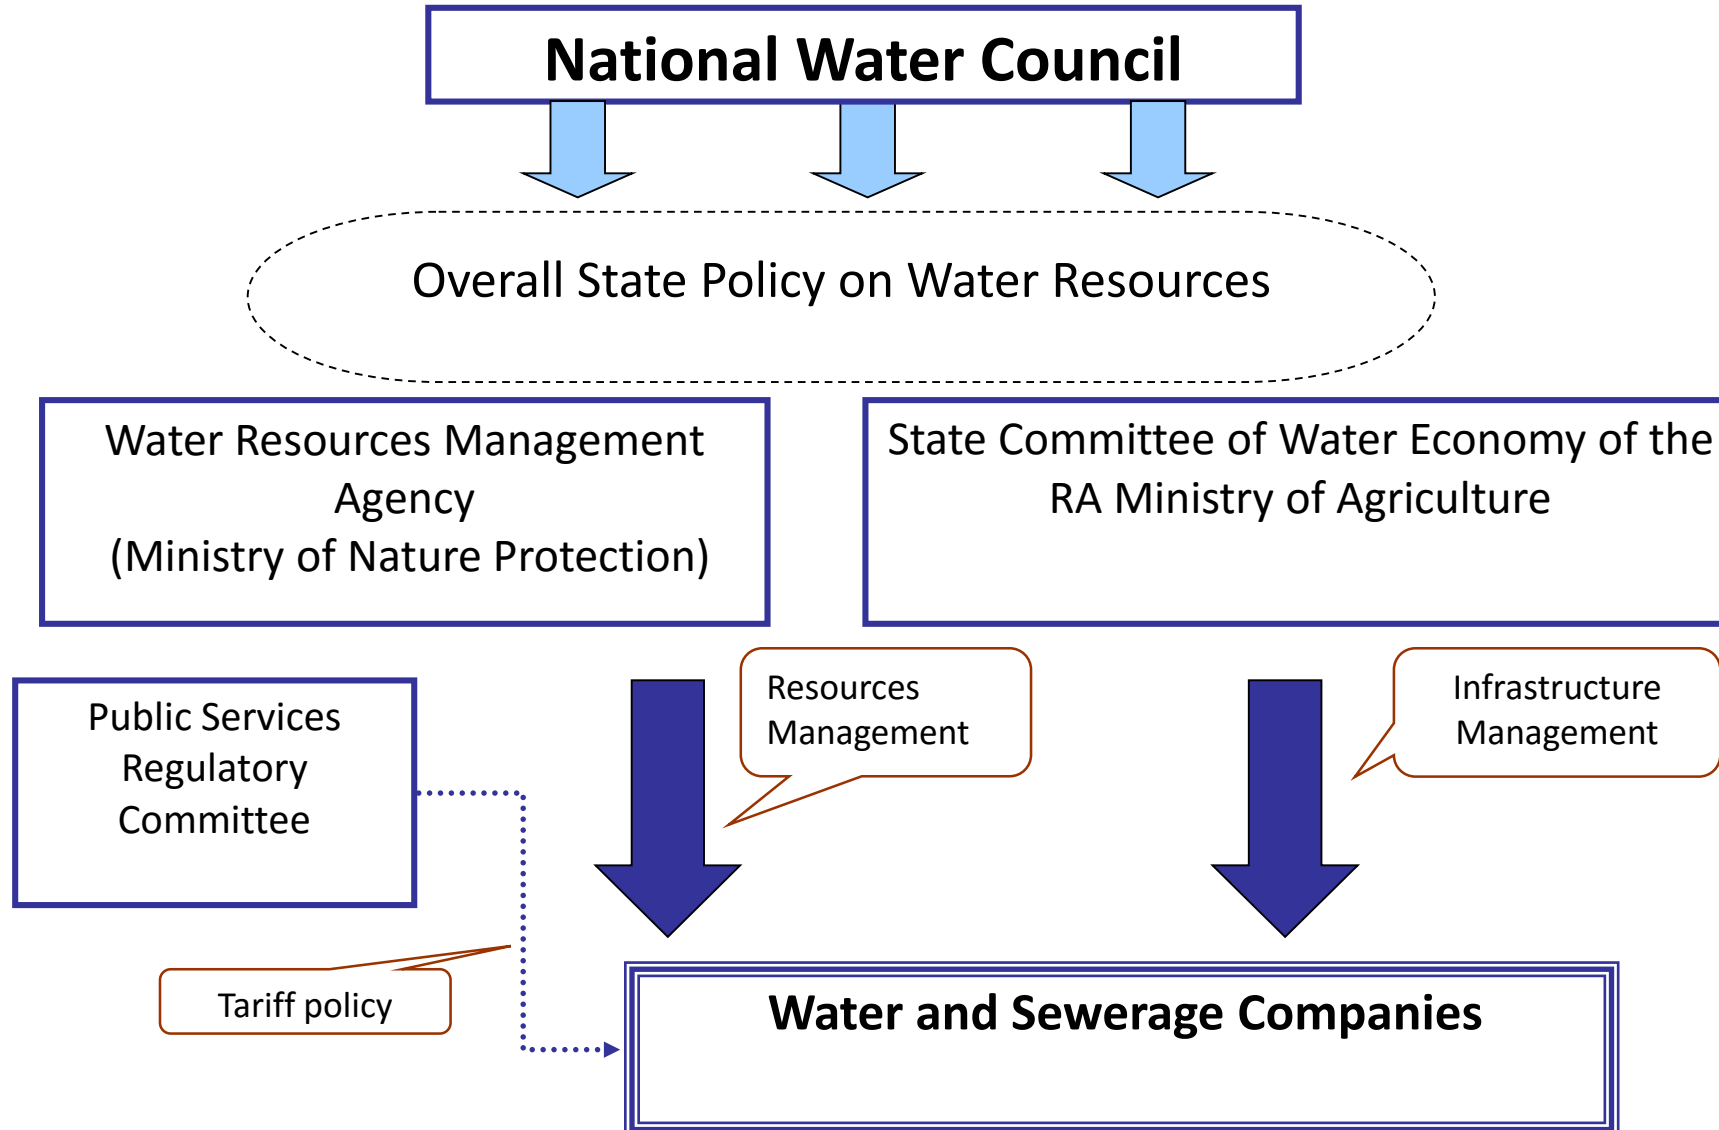 National Water Council
Overall State Policy on Water Resources
Water Resources Management
Agency
(Ministry of Nature Protection)
State Committee of Water Economy of the
RA Ministry of Agriculture
Public Services
Regulatory
Committee
Resources
Management
Infrastructure
Management
Tariff policy
Water and Sewerage Companies